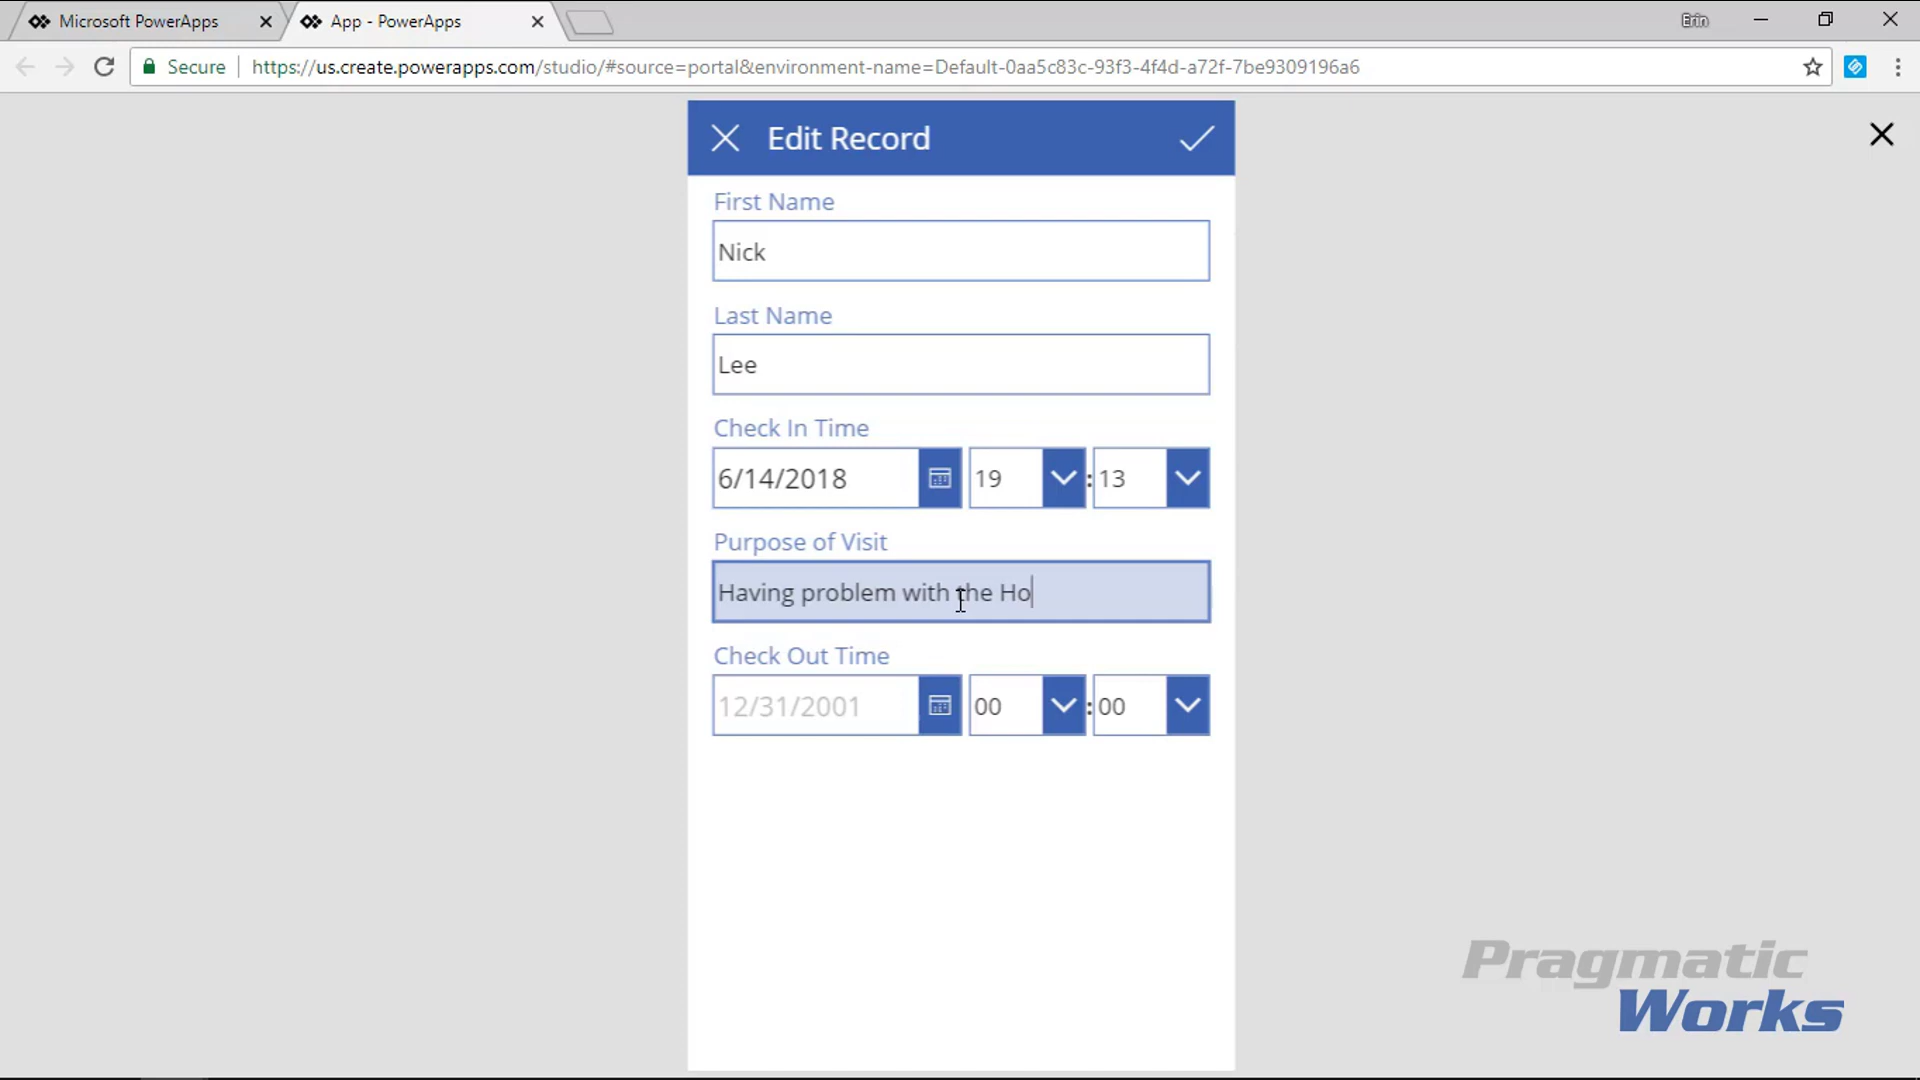 Microsoft PowerApps
App - PowerApps
Erin
Secure https://us.create.powerapps.com/studio/#source=portal&environment-name=Default-0aa5c83c-93f3-4f4d-a72f-7be9309196a6
Edit Record
First Name
Nick
Last Name
Lee
Check In Time
6/14/2018 19 : 13
Purpose of Visit
Having problem with the Ho
Check Out Time
12/31/2001 00 : 00
Pragmatic
Works